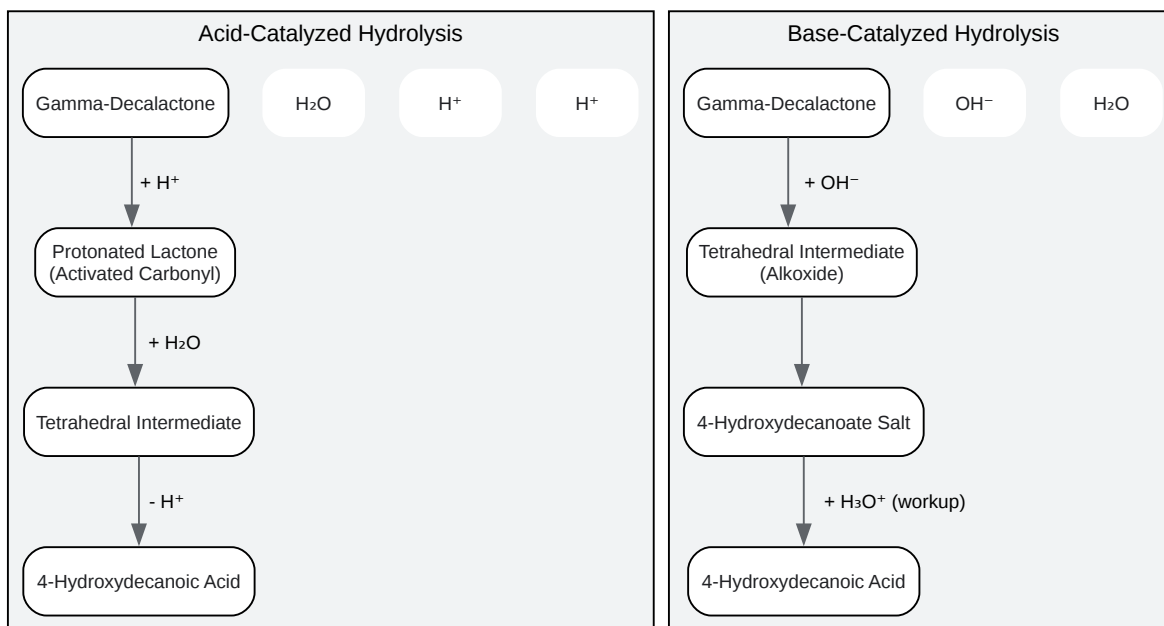 Acid-Catalyzed Hydrolysis
Gamma-Decalactone
H₂O
H⁺
H⁺
+ H⁺
Protonated Lactone
(Activated Carbonyl)
+ H₂O
Tetrahedral Intermediate
- H⁺
4-Hydroxydecanoic Acid
Base-Catalyzed Hydrolysis
Gamma-Decalactone
OH⁻
H₂O
+ OH⁻
Tetrahedral Intermediate
(Alkoxide)
4-Hydroxydecanoate Salt
+ H₃O⁺ (workup)
4-Hydroxydecanoic Acid